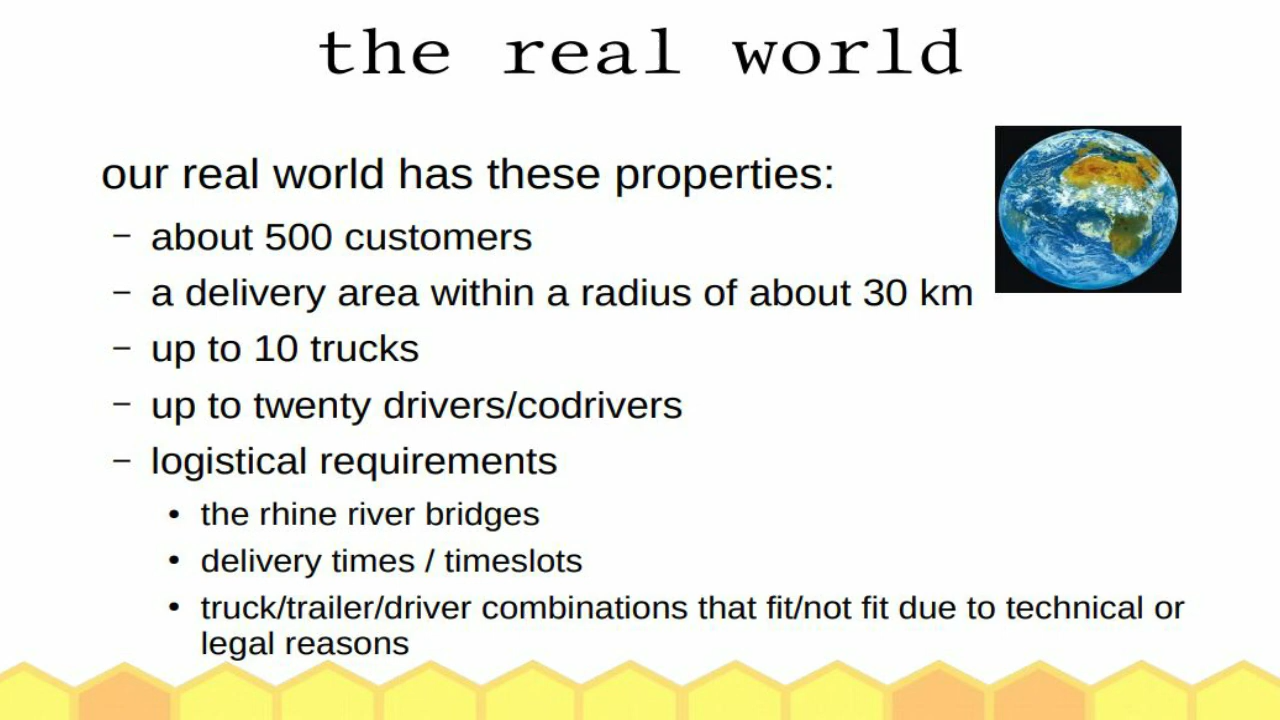 the real world
our real world has these properties:
– about 500 customers
– a delivery area within a radius of about 30 km
– up to 10 trucks
– up to twenty drivers/codrivers
– logistical requirements
• the rhine river bridges
• delivery times / timeslots
• truck/trailer/driver combinations that fit/not fit due to technical or
legal reasons